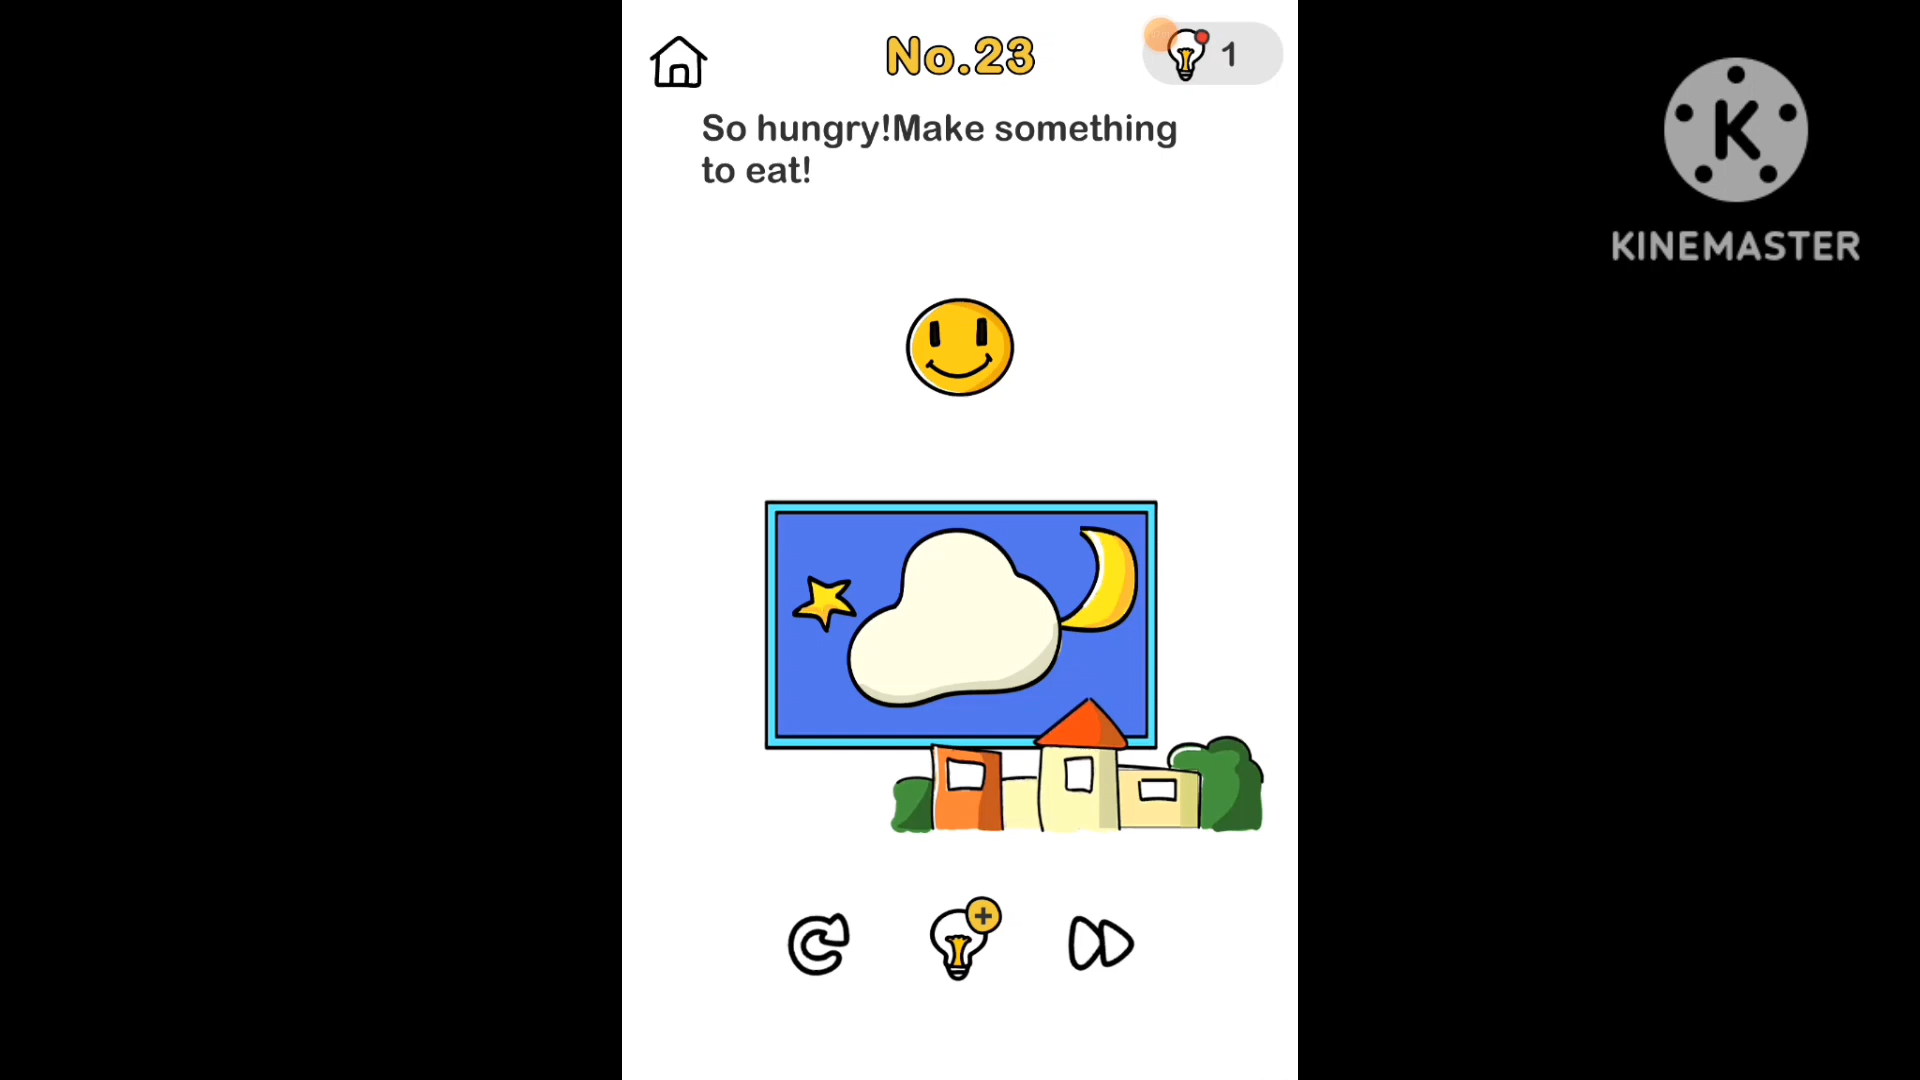 No.23
1
So hungry!Make something
to eat!
K
KINEMASTER